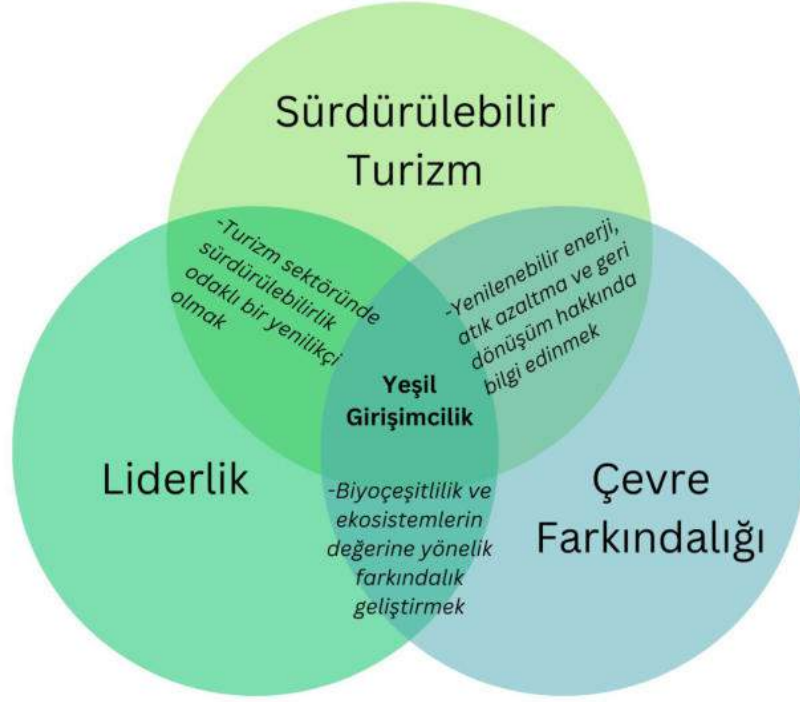 Sürdürülebilir
Turizm
-Turizm sektöründe
sürdürülebilirlik
odaklı bir yenilikçi
olmak
-Yenilenebilir enerji,
atık azaltma ve geri
dönüşüm hakkında
bilgi edinmek
Yeşil
Girişimcilik
Liderlik
Çevre
Farkındalığı
-Biyoçeşitlilik ve
ekosistemlerin
değerine yönelik
farkındalık
geliştirmek